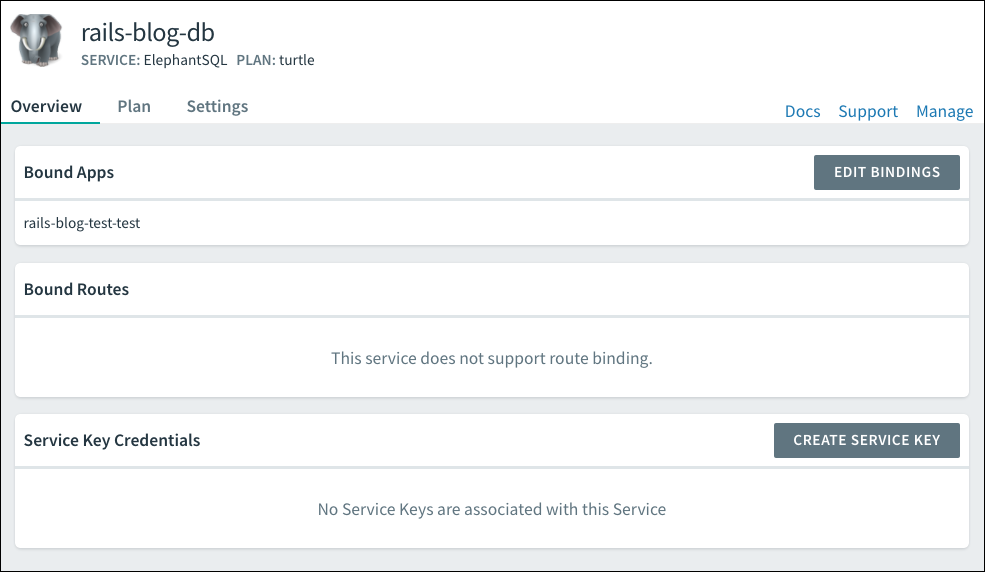 rails-blog-db
SERVICE: ElephantSQL PLAN: turtle
Overview Plan Settings
Docs Support Manage
Bound Apps EDIT BINDINGS
rails-blog-test-test
Bound Routes
This service does not support route binding.
Service Key Credentials CREATE SERVICE KEY
No Service Keys are associated with this Service